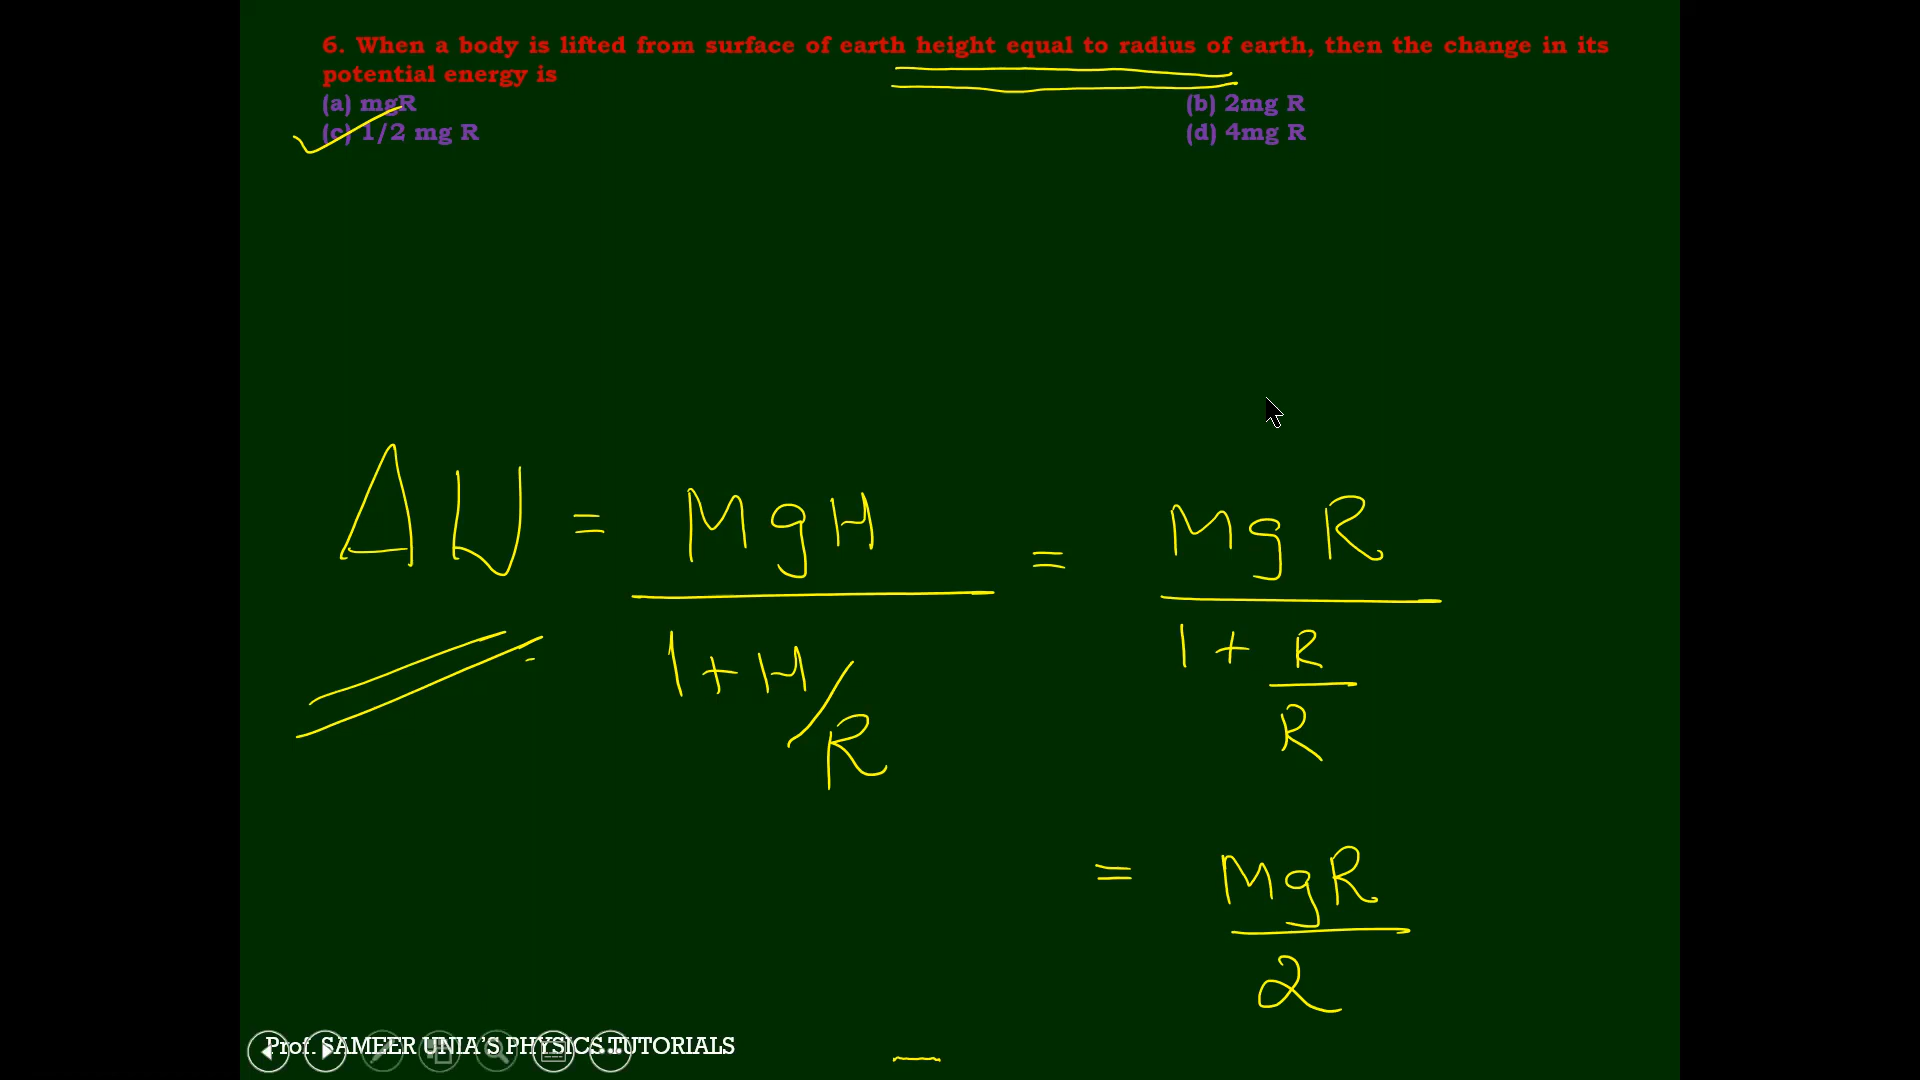 6. When a body is lifted from surface of earth height equal to radius of earth, then the change in its
potential energy is
(a) mgR (b) 2mg R
(c) 1/2 mg R (d) 4mg R
ΔU = MgH / 1 + H/R = MgR / 1 + R/R
= MgR / 2
Prof. SAMEER UNIA'S PHYSICS TUTORIALS